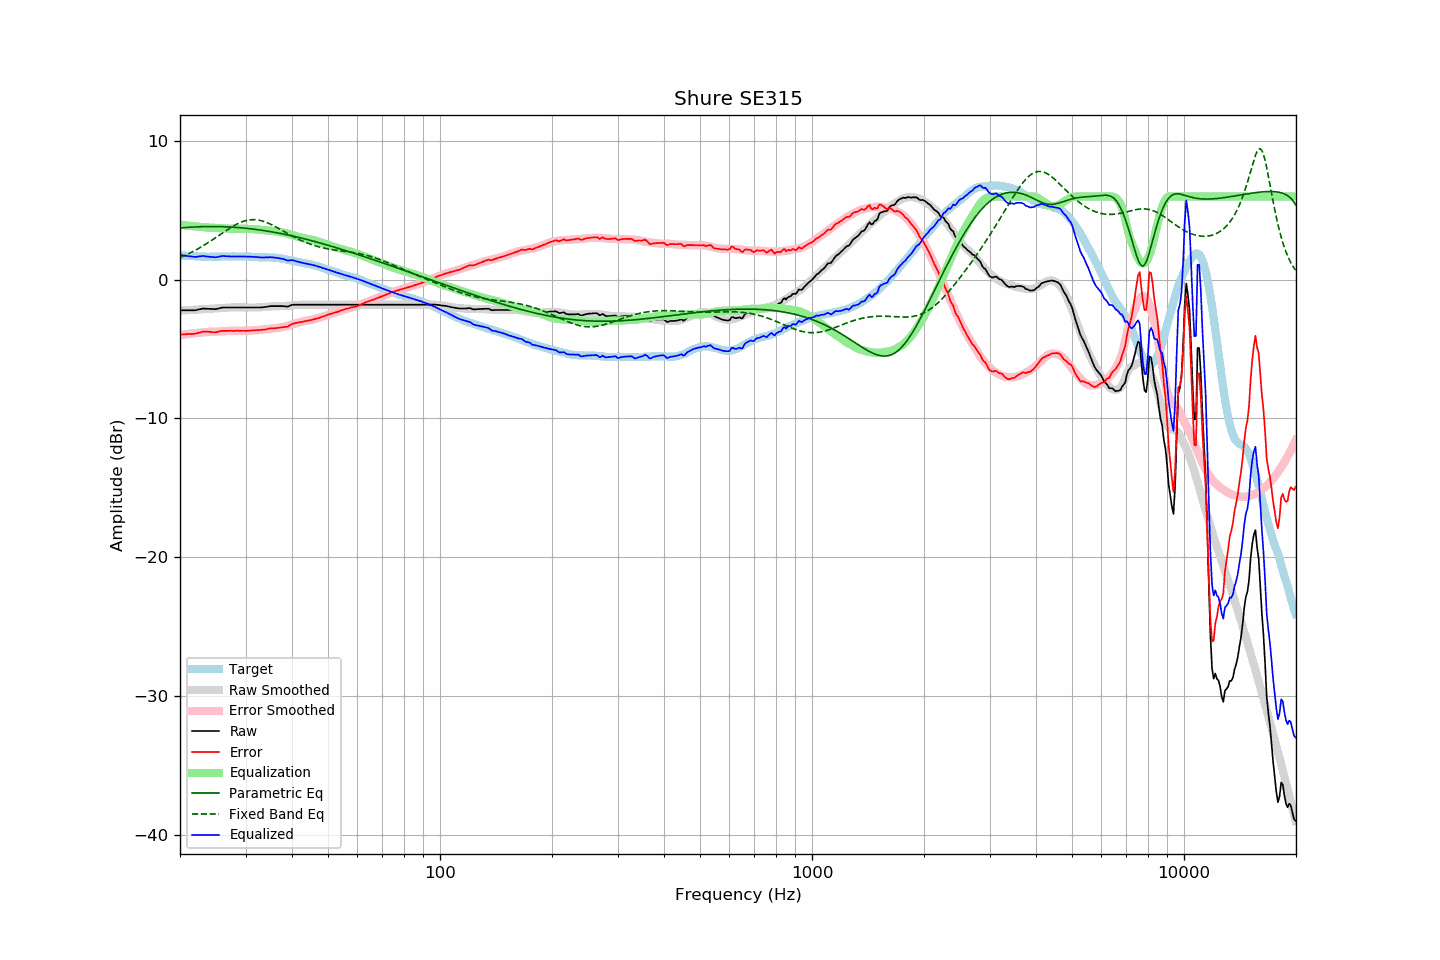 Shure SE315
10
0
−10
−20
−30
−40
Amplitude (dBr)
Target
Raw Smoothed
Error Smoothed
Raw
Error
Equalization
Parametric Eq
Fixed Band Eq
Equalized
100
1000
10000
Frequency (Hz)